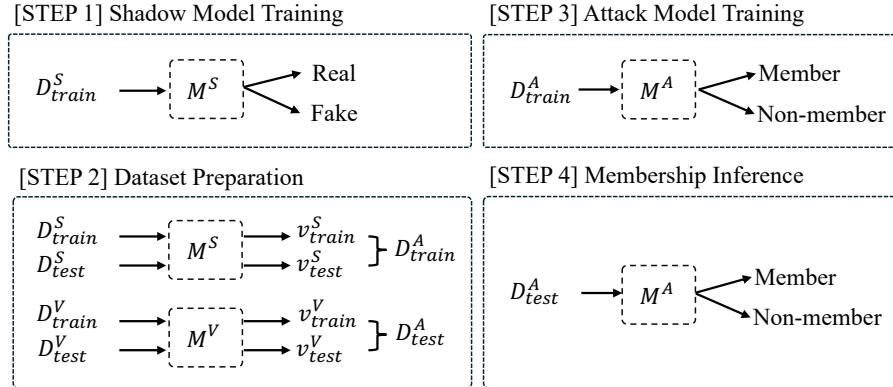 [STEP 1] Shadow Model Training
D^S_train
M^S
Real
Fake
[STEP 2] Dataset Preparation
D^S_train
D^S_test
M^S
v^S_train
v^S_test
D^A_train
D^V_train
D^V_test
M^V
v^V_train
v^V_test
D^A_test
[STEP 3] Attack Model Training
D^A_train
M^A
Member
Non-member
[STEP 4] Membership Inference
D^A_test
M^A
Member
Non-member